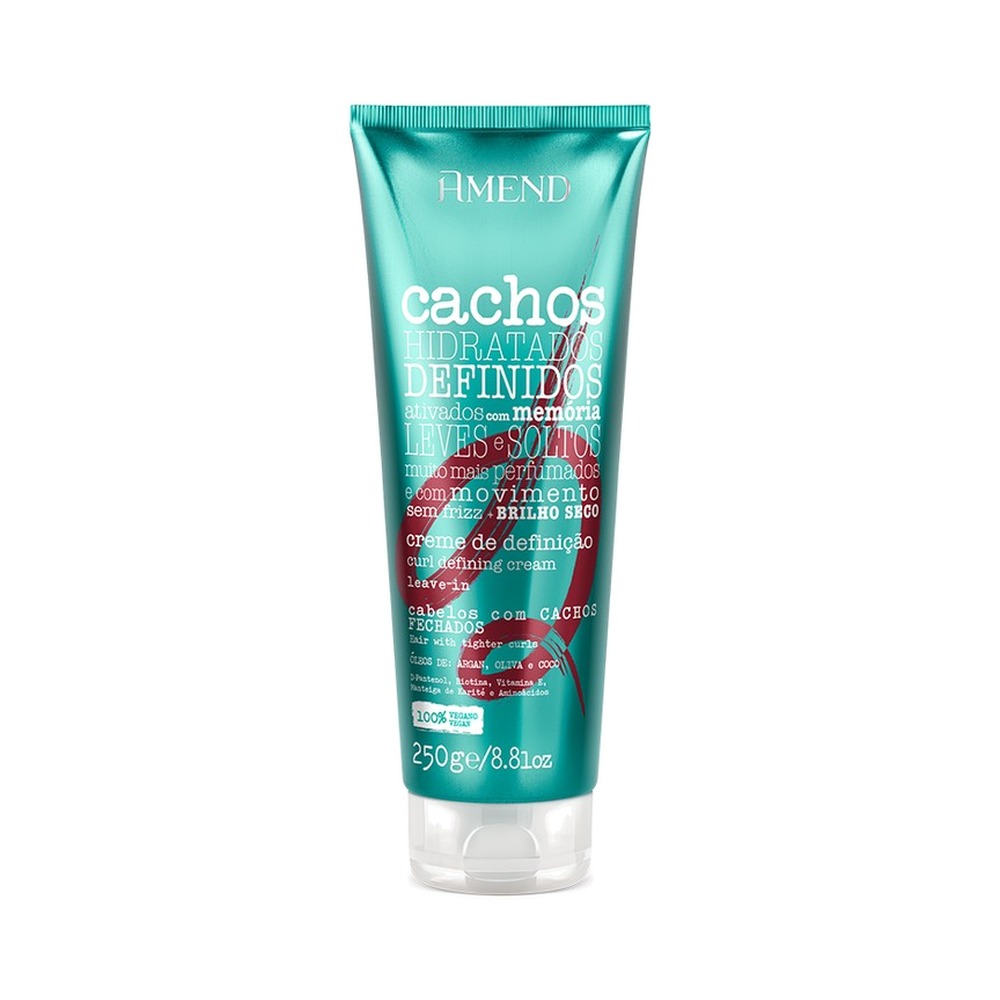 AMEND
cachos
HIDRATADOS
DEFINIDOS
ativados com memória
LEVES e SOLTOS
muito mais perfumados
e com movimento
sem frizz + BRILHO SECO
creme de definição
curl defining cream
leave-in
cabelos com CACHOS
FECHADOS
Hair with tighter curls
ÓLEOS DE: ARGAN, OLIVA e COCO
D-Pantenol, Biotina, Vitamina E,
Manteiga de Karité e Aminoácidos
100% VEGANO
VEGAN
250ge/8.81oz